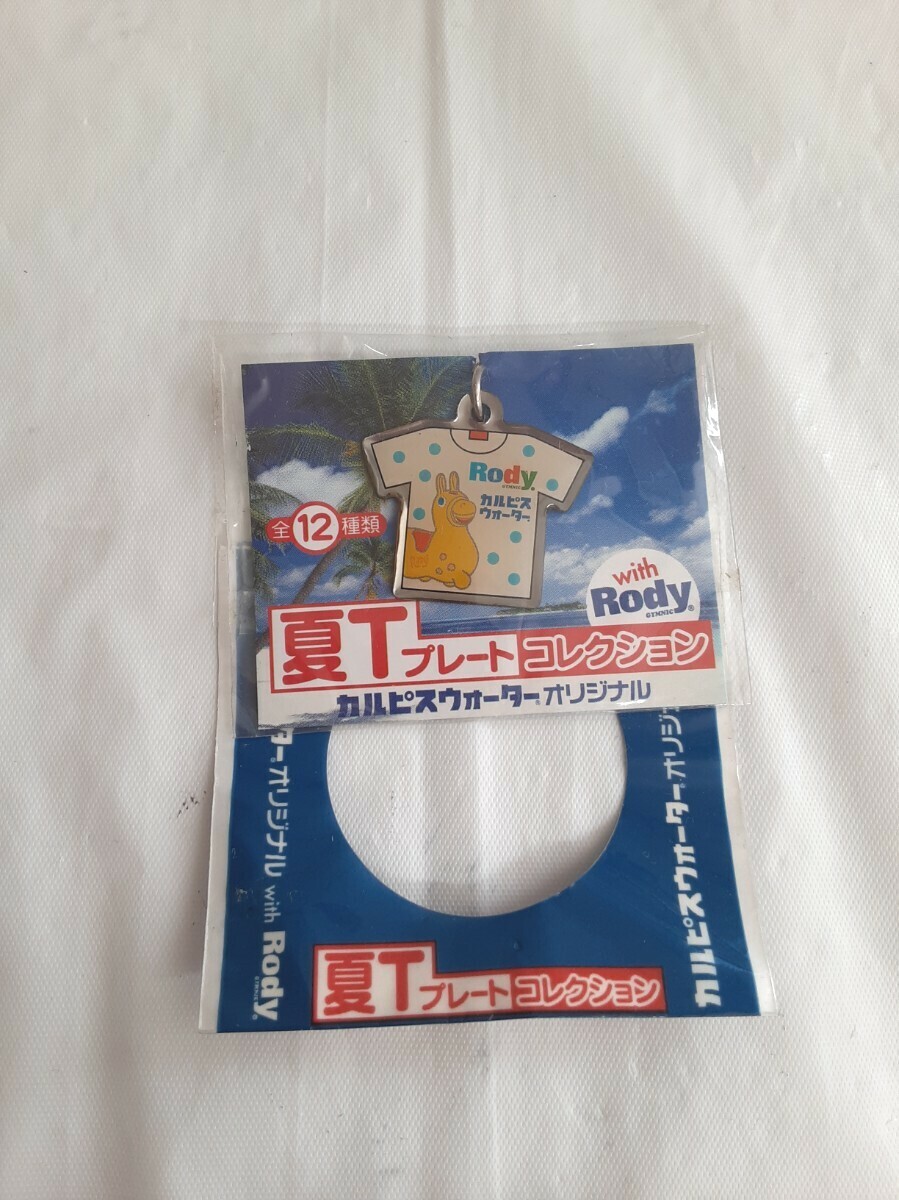 Rody.
GYMNIC
カルピス
ウォーター
全12種類
with
Rody®
GYMNIC
夏Tプレートコレクション
カルピスウォーター®オリジナル
ター®オリジナル with Rody®
GYMNIC
カルピスウォーター®オリジ
夏Tプレートコレクション